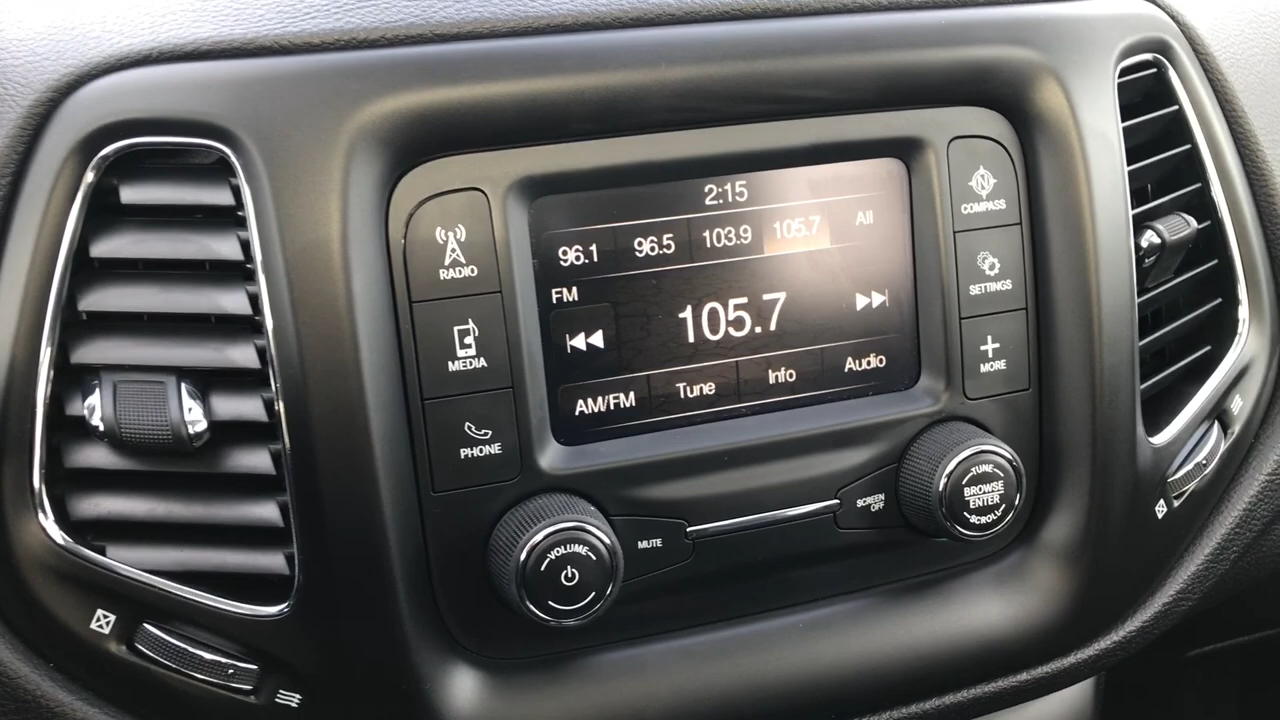 2:15
96.1 96.5 103.9 105.7 All
FM
105.7
AM/FM Tune Info Audio
RADIO
MEDIA
PHONE
N
COMPASS
SETTINGS
MORE
VOLUME
MUTE
SCREEN
OFF
TUNE
BROWSE
ENTER
SCROLL